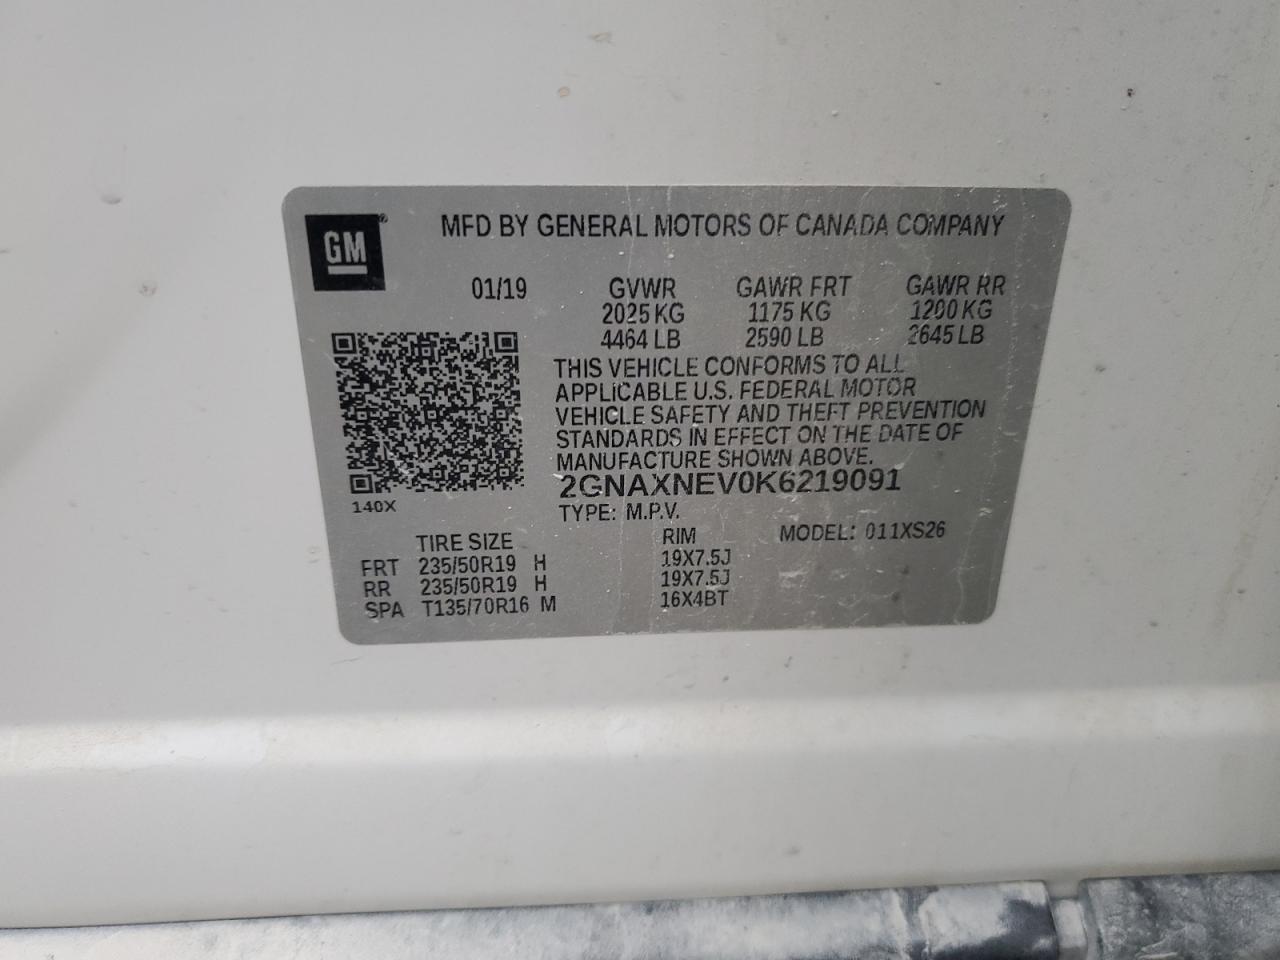 GM®
MFD BY GENERAL MOTORS OF CANADA COMPANY
01/19 GVWR GAWR FRT GAWR RR
2025 KG 1175 KG 1200 KG
4464 LB 2590 LB 2645 LB
THIS VEHICLE CONFORMS TO ALL
APPLICABLE U.S. FEDERAL MOTOR
VEHICLE SAFETY AND THEFT PREVENTION
STANDARDS IN EFFECT ON THE DATE OF
MANUFACTURE SHOWN ABOVE.
2GNAXNEV0K6219091
140X
TYPE: M.P.V.
TIRE SIZE RIM MODEL: 011XS26
FRT 235/50R19 H 19X7.5J
RR 235/50R19 H 19X7.5J
SPA T135/70R16 M 16X4BT